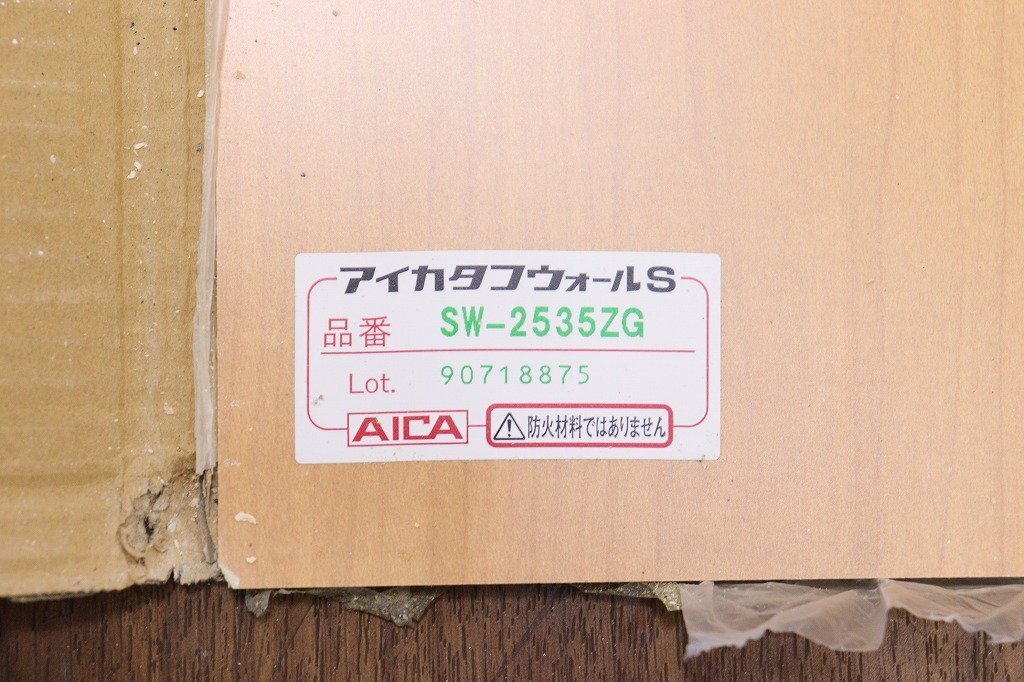 アイカタフウォールS
品番 SW-2535ZG
Lot. 90718875
AICA ⚠防火材料ではありません